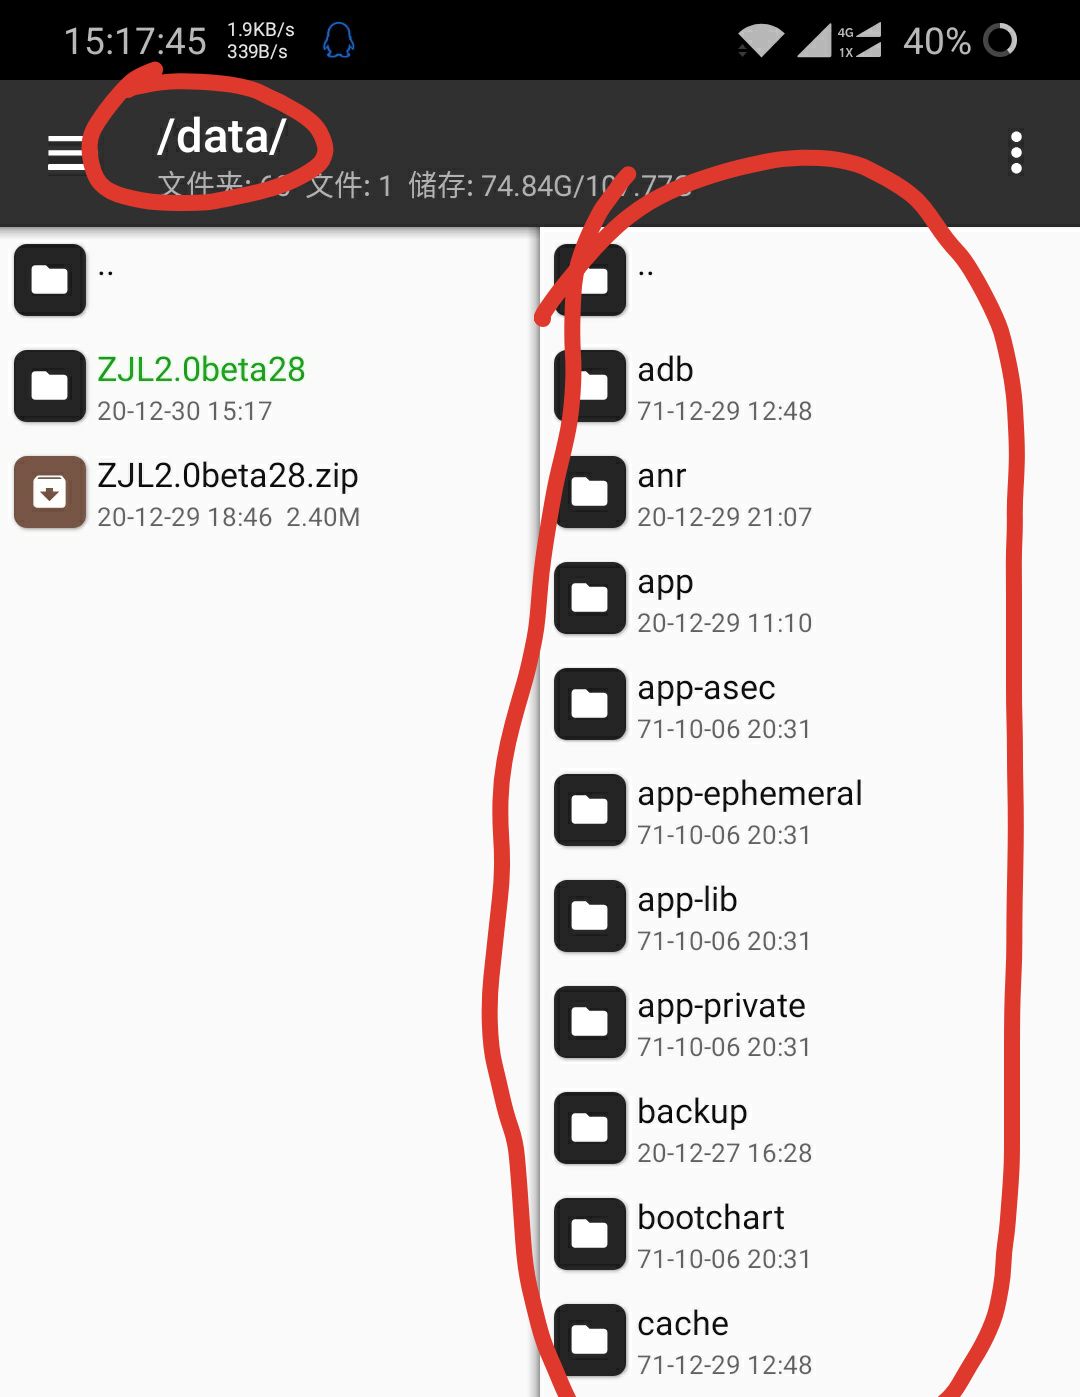 15:17:45 1.9KB/s
339B/s
4G
1X
40%
/data/
文件夹: 文件: 1 储存: 74.84G/107.77G
..
ZJL2.0beta28
20-12-30 15:17
ZJL2.0beta28.zip
20-12-29 18:46 2.40M
..
adb
71-12-29 12:48
anr
20-12-29 21:07
app
20-12-29 11:10
app-asec
71-10-06 20:31
app-ephemeral
71-10-06 20:31
app-lib
71-10-06 20:31
app-private
71-10-06 20:31
backup
20-12-27 16:28
bootchart
71-10-06 20:31
cache
71-12-29 12:48